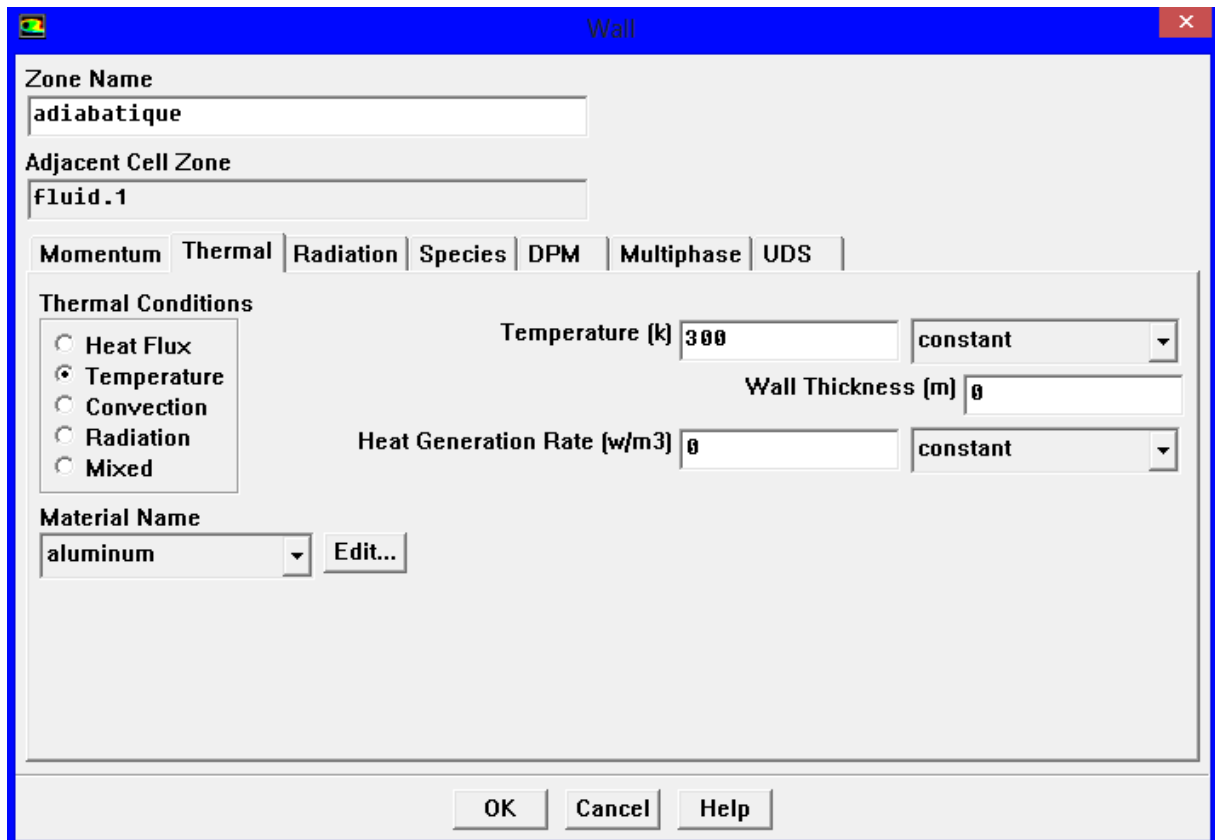 Wall
Zone Name
adiabatique
Adjacent Cell Zone
fluid.1
Momentum Thermal Radiation Species DPM Multiphase UDS
Thermal Conditions
Heat Flux
Temperature
Convection
Radiation
Mixed
Temperature (k) 300 constant
Wall Thickness (m) 0
Heat Generation Rate (w/m3) 0 constant
Material Name
aluminum Edit...
OK Cancel Help